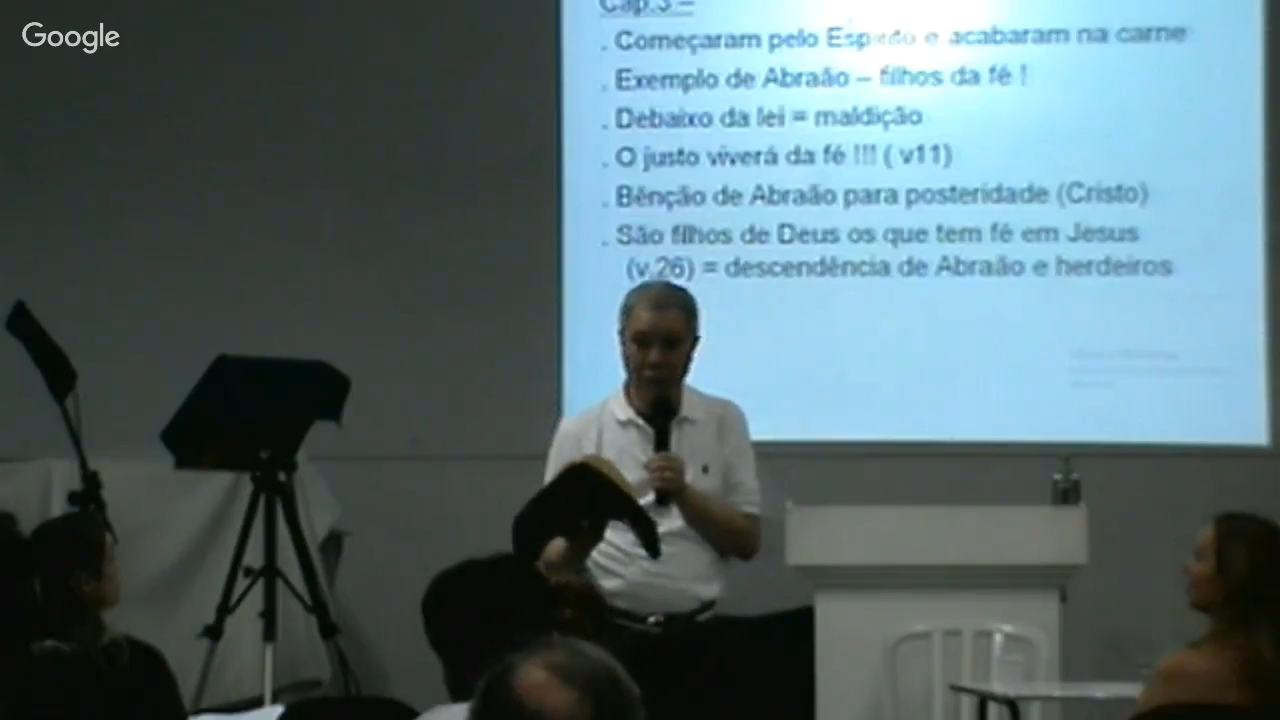 Google
Cap.3 –
. Começaram pelo Espírito e acabaram na carne
. Exemplo de Abraão – filhos da fé !
. Debaixo da lei = maldição
. O justo viverá da fé !!! ( v11)
. Bênção de Abraão para posteridade (Cristo)
. São filhos de Deus os que tem fé em Jesus
(v.26) = descendência de Abraão e herdeiros